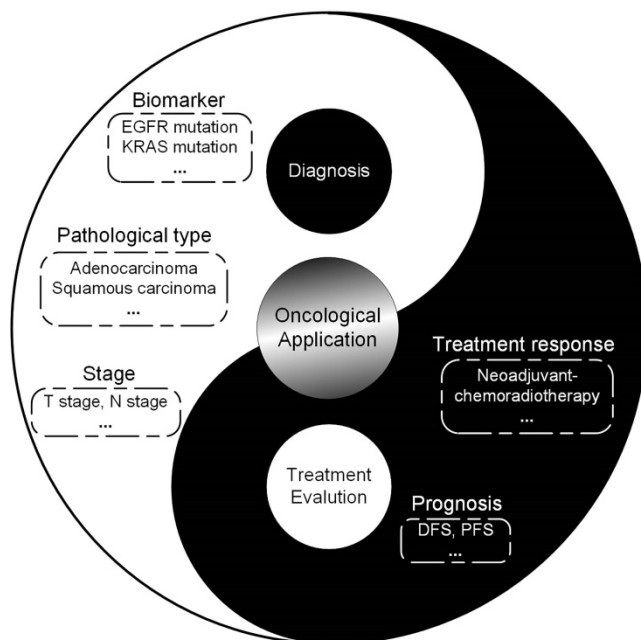 Biomarker
EGFR mutation
KRAS mutation
...
Diagnosis
Pathological type
Adenocarcinoma
Squamous carcinoma
...
Oncological
Application
Stage
T stage, N stage
...
Treatment response
Neoadjuvant-
chemoradiotherapy
...
Treatment
Evalution
Prognosis
DFS, PFS
...